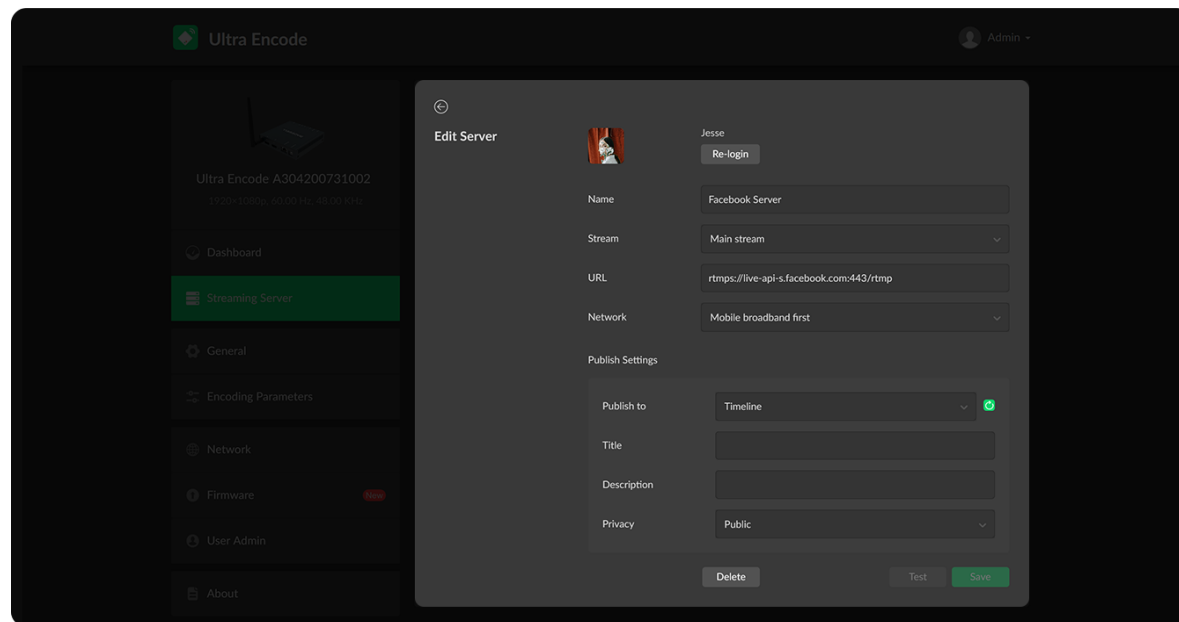 Ultra Encode
Admin
Ultra Encode A304200731002
1920×1080p, 60.00 Hz, 48.00 KHz
Dashboard
Streaming Server
General
Encoding Parameters
Network
Firmware New
User Admin
About
Edit Server
Jesse
Re-login
Name Facebook Server
Stream Main stream
URL rtmps://live-api-s.facebook.com:443/rtmp
Network Mobile broadband first
Publish Settings
Publish to Timeline
Title
Description
Privacy Public
Delete Test Save